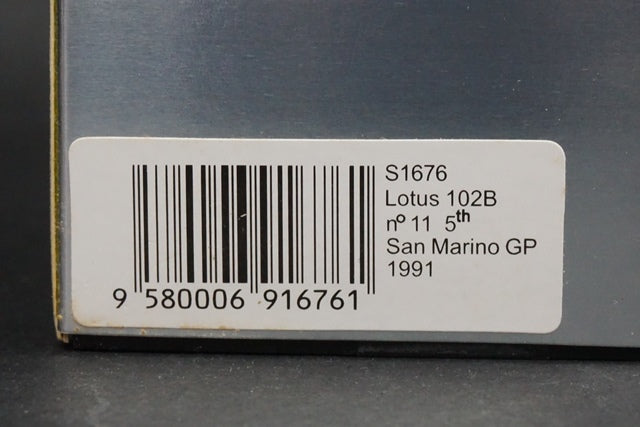 S1676
Lotus 102B
nº 11 5th
San Marino GP
1991
9 580006 916761